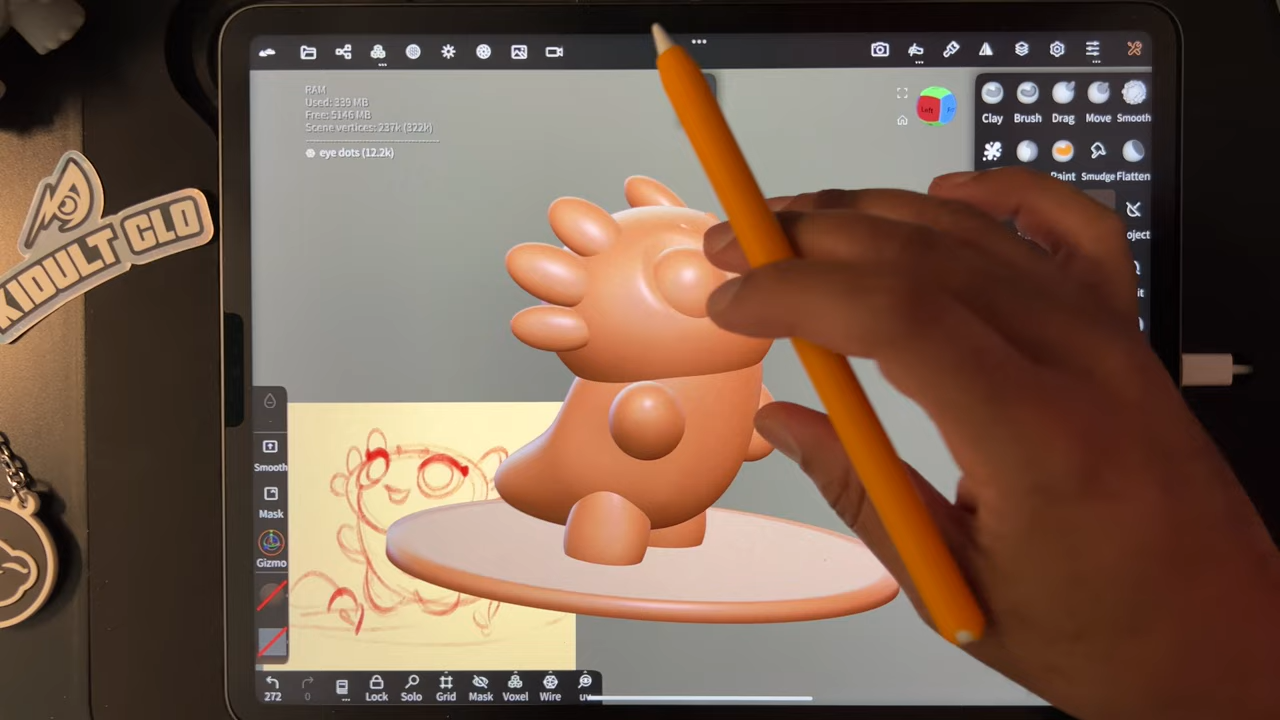 RAM
Used: 339 MB
Free: 5146 MB
Scene vertices: 237k (322k)
eye dots (12.2k)
Left
Clay Brush Drag Move Smooth
Paint Smudge Flatten
KIDULT CLO
Smooth
Mask
Gizmo
272 0 Lock Solo Grid Mask Voxel Wire